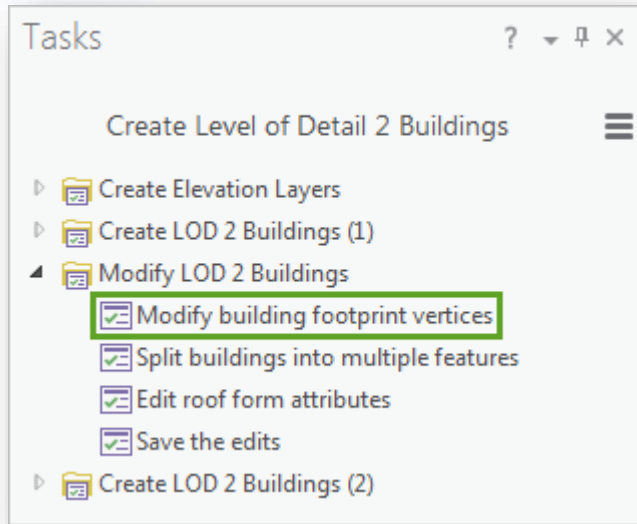 Tasks ?
Create Level of Detail 2 Buildings
Create Elevation Layers
Create LOD 2 Buildings (1)
Modify LOD 2 Buildings
Modify building footprint vertices
Split buildings into multiple features
Edit roof form attributes
Save the edits
Create LOD 2 Buildings (2)